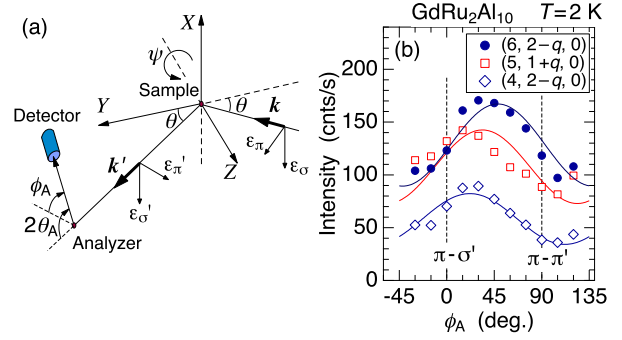 (a)
X
ψ
Sample
Y
θ
θ
k
Detector
k'
Z
ε_π
ε_σ
ε_π'
ε_σ'
ϕ_A
2θ_A
Analyzer
GdRu₂Al₁₀ T=2 K
(b)
(6, 2−q, 0)
(5, 1+q, 0)
(4, 2−q, 0)
Intensity (cnts/s)
200
150
100
50
0
π-σ'
π-π'
-45 0 45 90 135
ϕ_A (deg.)